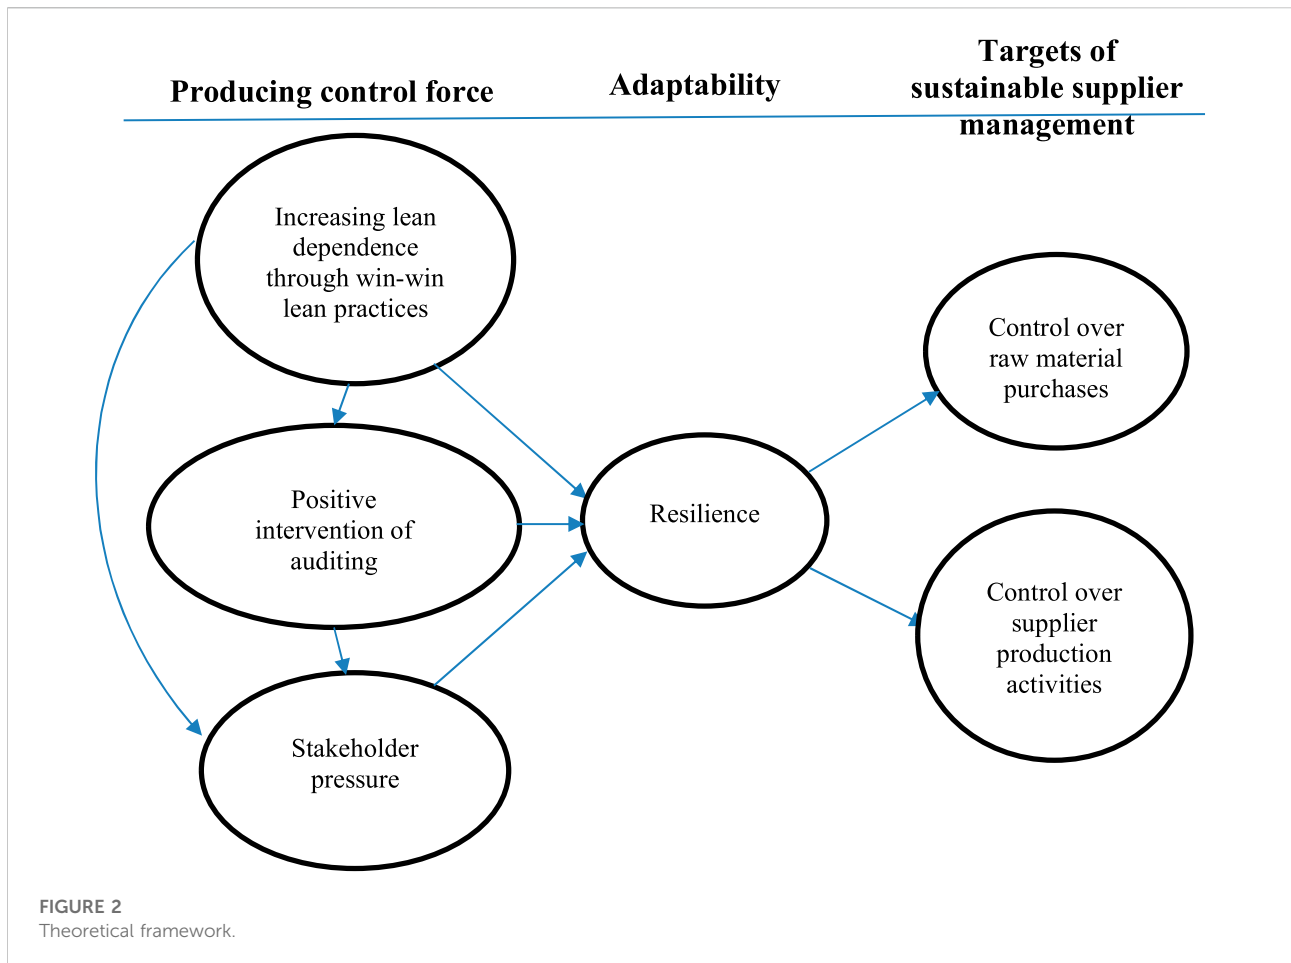 Producing control force
Adaptability
Targets of
sustainable supplier
management
Increasing lean
dependence
through win-win
lean practices
Positive
intervention of
auditing
Stakeholder
pressure
Resilience
Control over
raw material
purchases
Control over
supplier
production
activities
FIGURE 2
Theoretical framework.